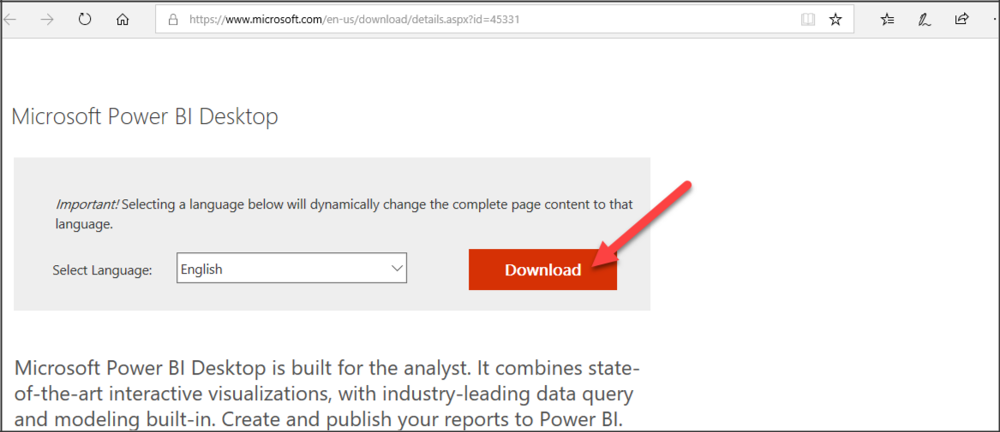 https://www.microsoft.com/en-us/download/details.aspx?id=45331
Microsoft Power BI Desktop
Important! Selecting a language below will dynamically change the complete page content to that
language.
Select Language: English Download
Microsoft Power BI Desktop is built for the analyst. It combines state-
of-the-art interactive visualizations, with industry-leading data query
and modeling built-in. Create and publish your reports to Power BI.